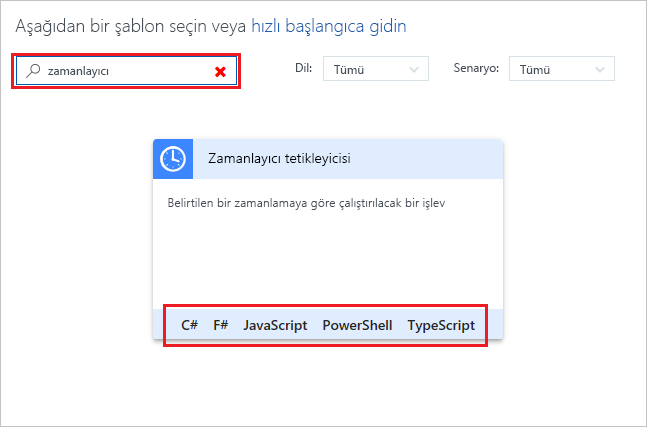 Aşağıdan bir şablon seçin veya hızlı başlangıca gidin
zamanlayıcı
Dil: Tümü
Senaryo: Tümü
Zamanlayıcı tetikleyicisi
Belirtilen bir zamanlamaya göre çalıştırılacak bir işlev
C# F# JavaScript PowerShell TypeScript